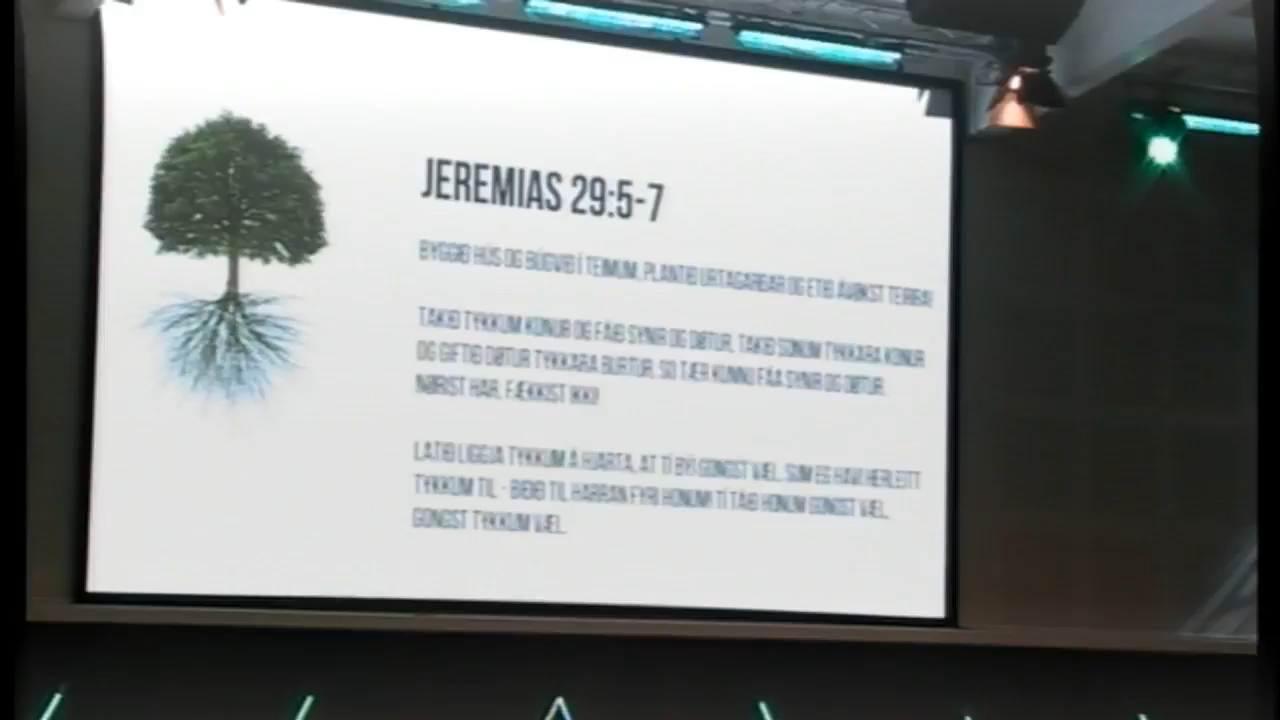 JEREMIAS 29:5-7
BYGGIÐ HÚS OG BÚGVIÐ Í TEIMUM, PLANTIÐ URTAGARÐAR OG ETIÐ ÁVØKST TEIRRA!
TAKIÐ TYKKUM KONUR OG FÁIÐ SYNIR OG DØTUR, TAKIÐ SONUM TYKKARA KONUR
OG GIFTIÐ DØTUR TYKKARA BURTUR, SO TÆR KUNNU FÁA SYNIR OG DØTUR.
NØRIST HAR, FÆKKIST IKKI!
LATIÐ LIGGJA TYKKUM Á HJARTA, AT TÍ BÝI GONGST VÆL, SUM EG HAVI HERLEITT
TYKKUM TIL - BIÐIÐ TIL HARRAN FYRI HONUM! TÍ TÁ IÐ HONUM GONGST VÆL,
GONGST TYKKUM VÆL.